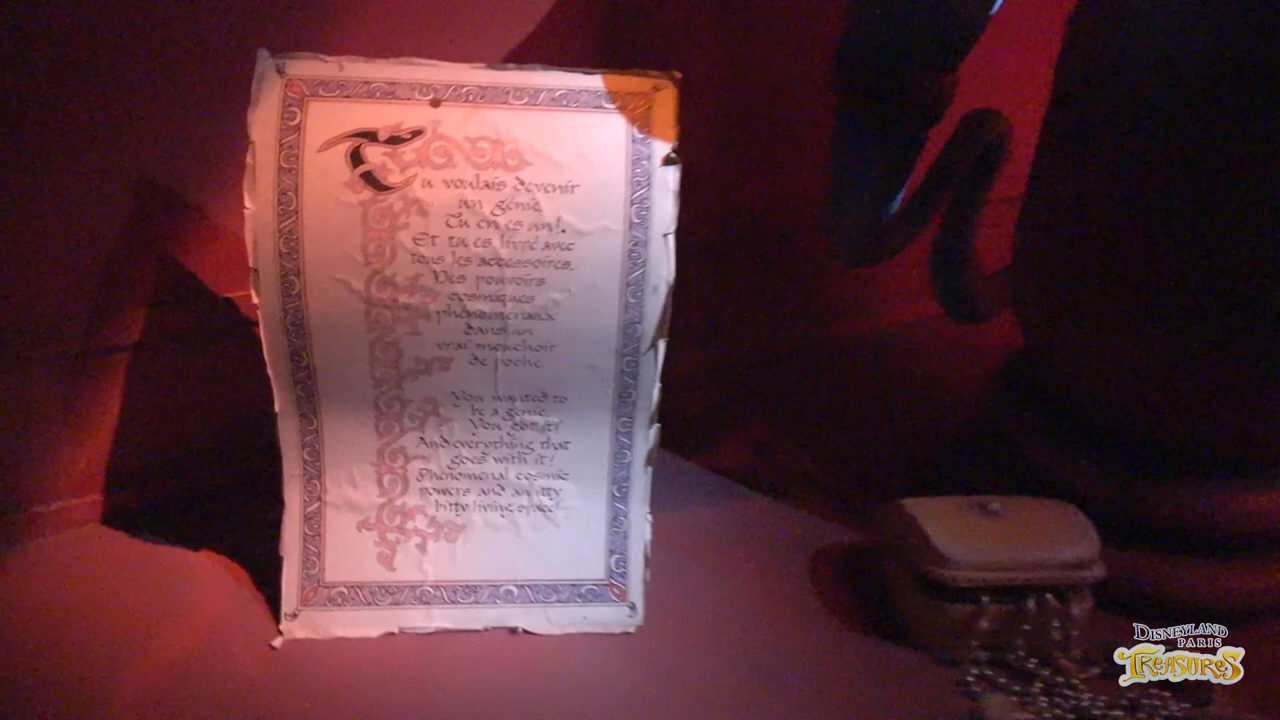 Tu voulais devenir
un génie.
Tu en es un!.
Et tu es livré avec
tous les accessoires.
Des pouvoirs
cosmiques
phénoménaux
dans un
vrai mouchoir
de poche
You wanted to
be a genie.
You got it!
And everything that
goes with it!
Phenomenal cosmic
powers and an itty
bitty living space!
DISNEYLAND
PARIS
TREASURES